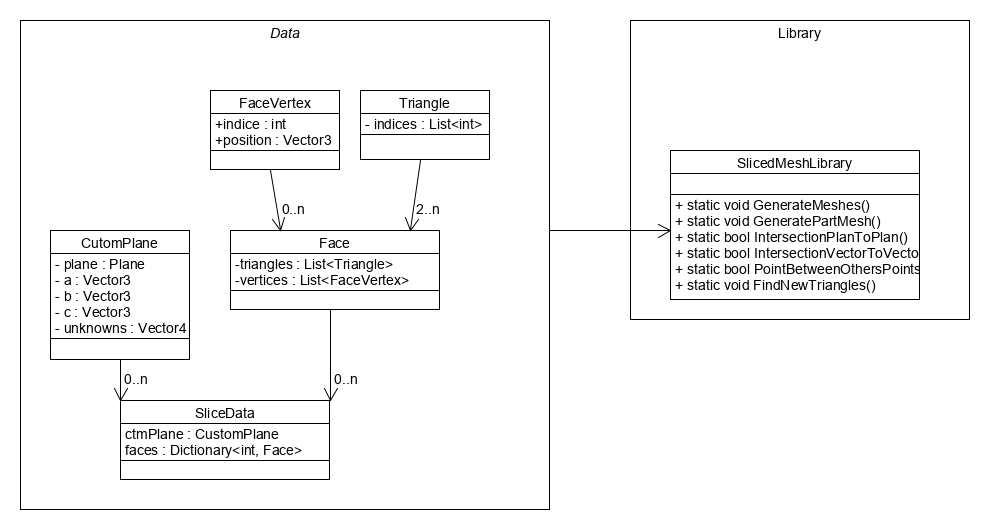 Data
FaceVertex
+indice : int
+position : Vector3
Triangle
- indices : List<int>
0..n
2..n
CutomPlane
- plane : Plane
- a : Vector3
- b : Vector3
- c : Vector3
- unknowns : Vector4
Face
-triangles : List<Triangle>
-vertices : List<FaceVertex>
0..n
0..n
SliceData
ctmPlane : CustomPlane
faces : Dictionary<int, Face>
Library
SlicedMeshLibrary
+ static void GenerateMeshes()
+ static void GeneratePartMesh()
+ static bool IntersectionPlanToPlan()
+ static bool IntersectionVectorToVecto
+ static bool PointBetweenOthersPoints
+ static void FindNewTriangles()